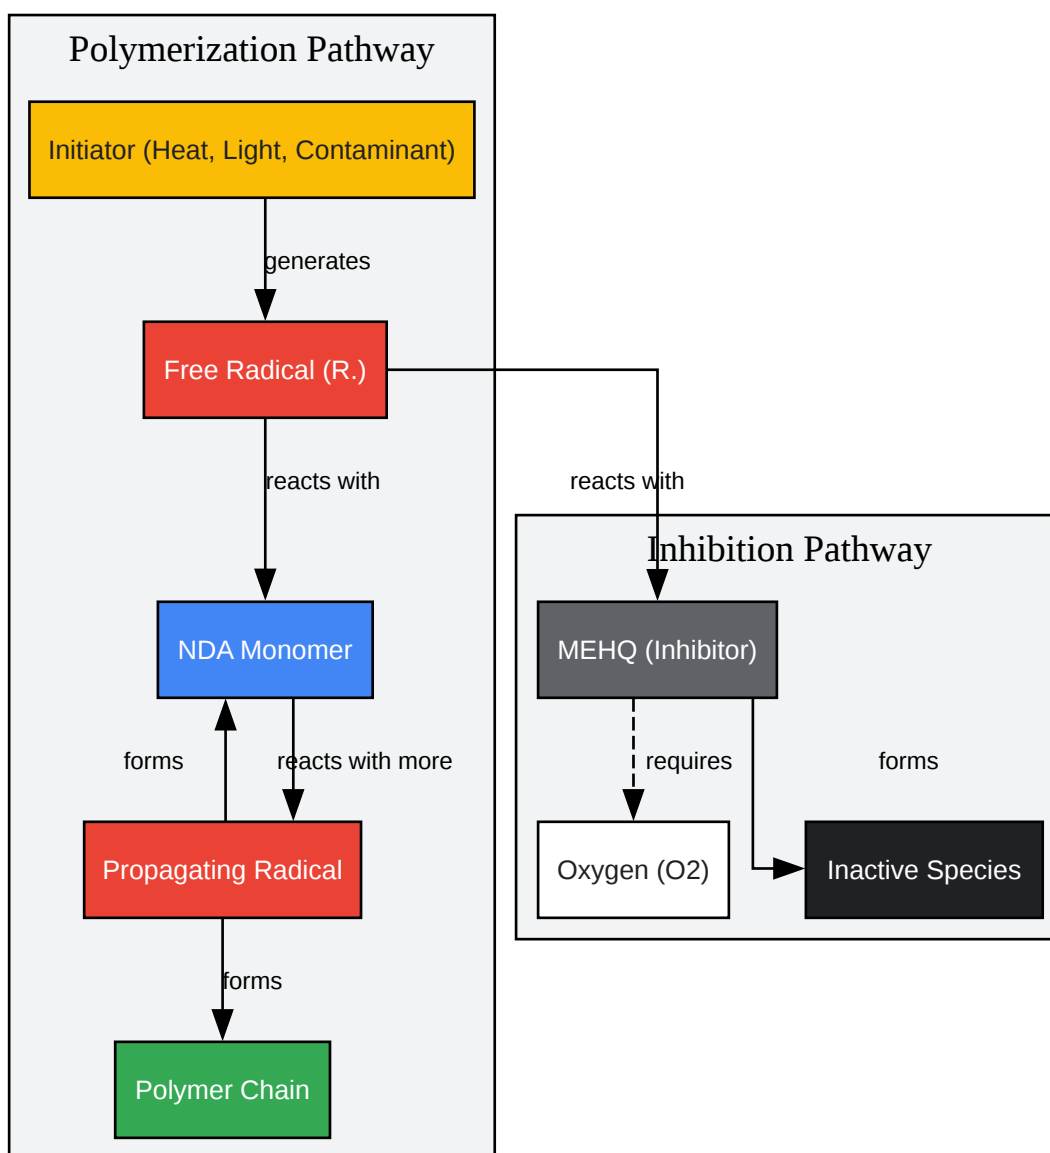 Polymerization Pathway
Initiator (Heat, Light, Contaminant)
generates
Free Radical (R.)
reacts with
reacts with
Inhibition Pathway
NDA Monomer
MEHQ (Inhibitor)
forms
reacts with more
requires
forms
Propagating Radical
Oxygen (O2)
Inactive Species
forms
Polymer Chain